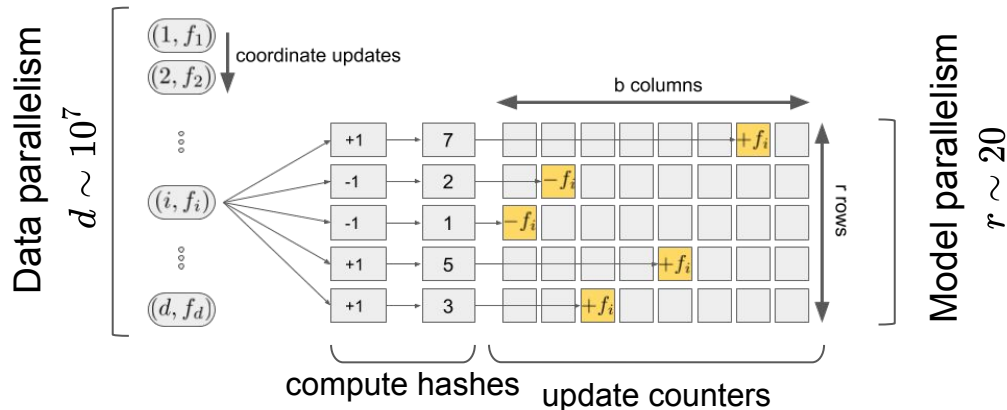 Data parallelism
d ∼ 10^7
(1, f_1)
(2, f_2)
coordinate updates
(i, f_i)
(d, f_d)
b columns
+1 7 +f_i
-1 2 −f_i
-1 1 −f_i
+1 5 +f_i
+1 3 +f_i
r rows
compute hashes
update counters
Model parallelism
r ∼ 20